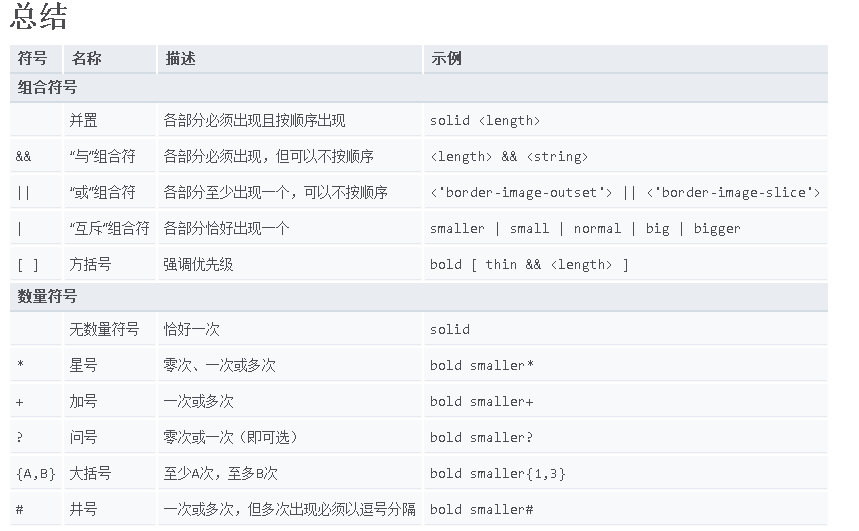 总结
符号 名称 描述 示例
组合符号
并置 各部分必须出现且按顺序出现 solid <length>
&& “与”组合符 各部分必须出现，但可以不按顺序 <length> && <string>
|| “或”组合符 各部分至少出现一个，可以不按顺序 <'border-image-outset'> || <'border-image-slice'>
| “互斥”组合符 各部分恰好出现一个 smaller | small | normal | big | bigger
[ ] 方括号 强调优先级 bold [ thin && <length> ]
数量符号
无数量符号 恰好一次 solid
* 星号 零次、一次或多次 bold smaller*
+ 加号 一次或多次 bold smaller+
? 问号 零次或一次（即可选） bold smaller?
{A,B} 大括号 至少A次，至多B次 bold smaller{1,3}
# 井号 一次或多次，但多次出现必须以逗号分隔 bold smaller#